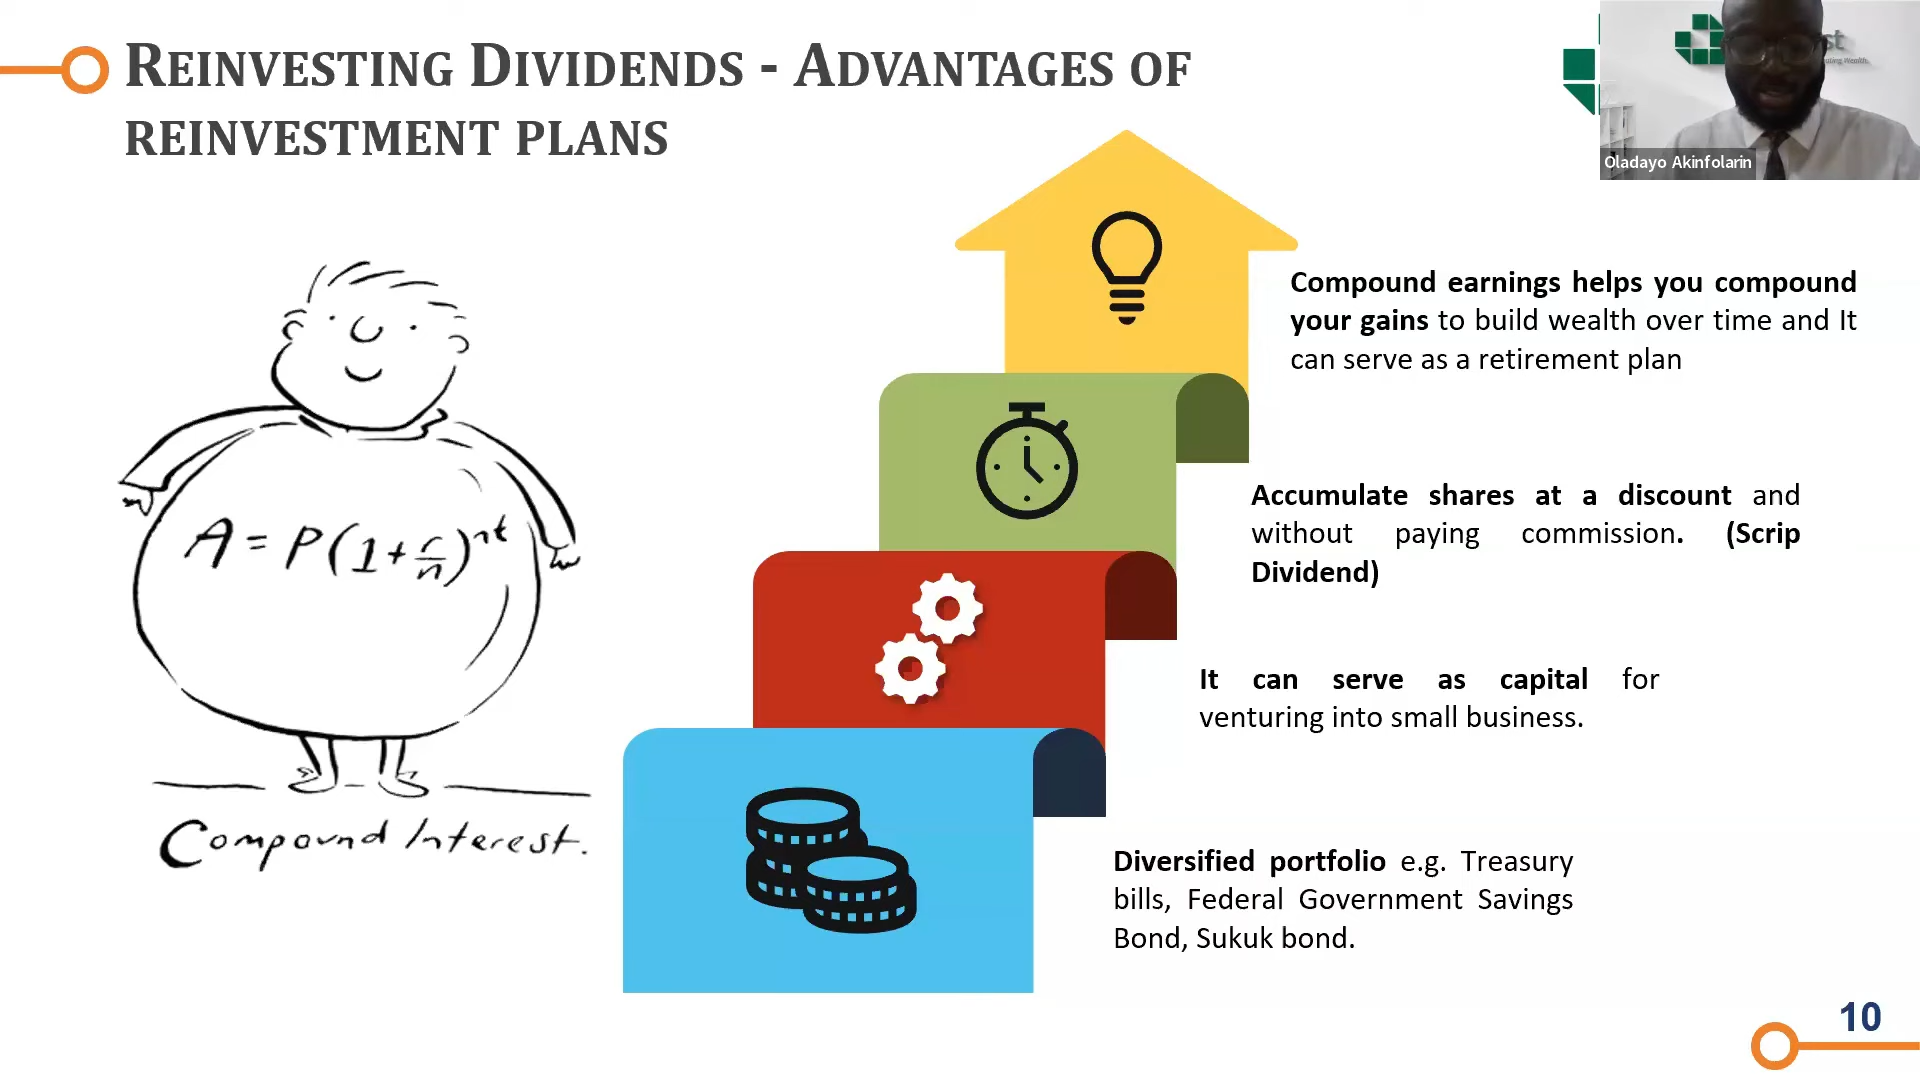 REINVESTING DIVIDENDS - ADVANTAGES OF
REINVESTMENT PLANS
Oladayo Akinfolarin
Compound earnings helps you compound
your gains to build wealth over time and It
can serve as a retirement plan
Accumulate shares at a discount and
without paying commission. (Scrip
Dividend)
It can serve as capital for
venturing into small business.
Diversified portfolio e.g. Treasury
bills, Federal Government Savings
Bond, Sukuk bond.
A = P(1+r/n)^nt
Compound Interest.
10